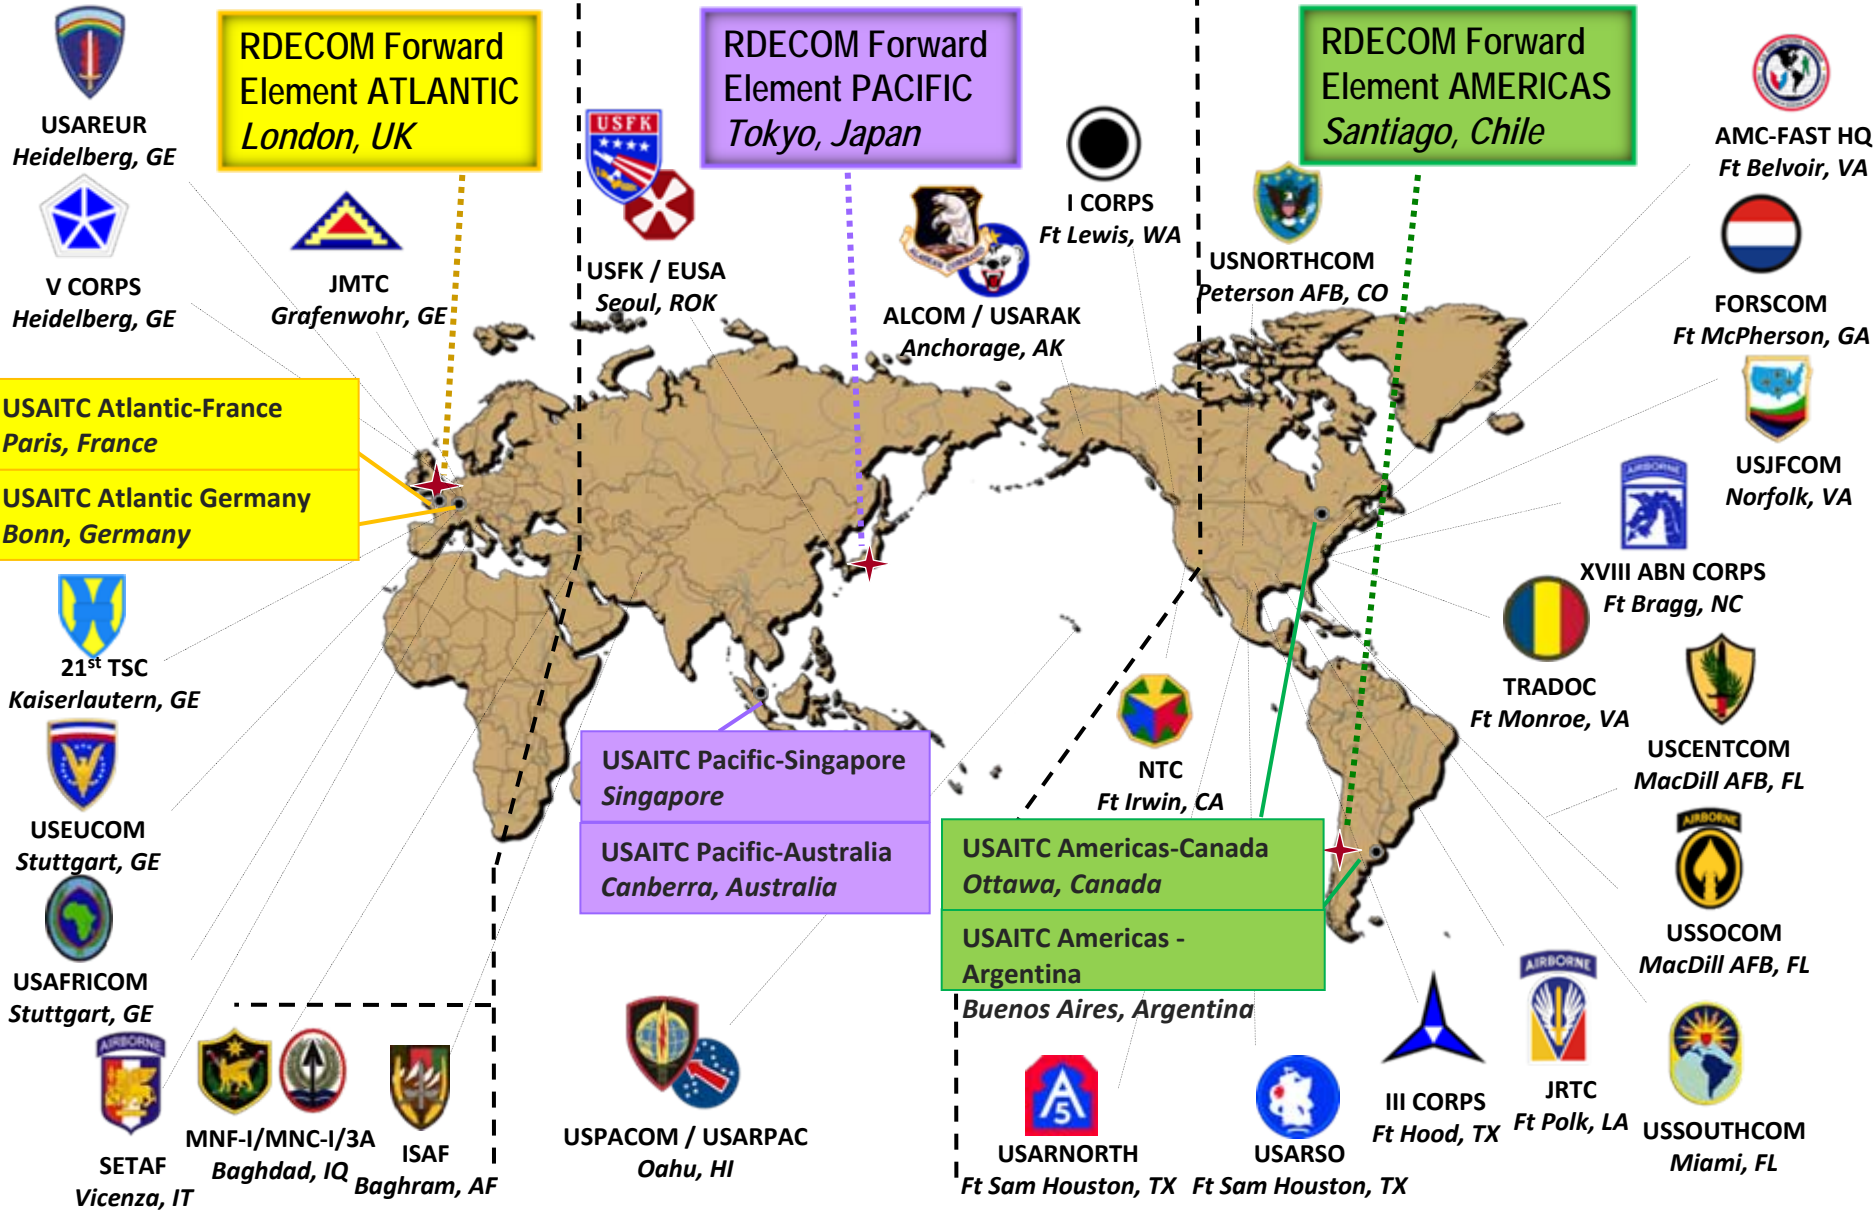 RDECOM Forward
Element ATLANTIC
London, UK
RDECOM Forward
Element PACIFIC
Tokyo, Japan
RDECOM Forward
Element AMERICAS
Santiago, Chile
USAREUR
Heidelberg, GE
V CORPS
Heidelberg, GE
JMTC
Grafenwohr, GE
USFK
USFK / EUSA
Seoul, ROK
ALCOM / USARAK
Anchorage, AK
I CORPS
Ft Lewis, WA
USNORTHCOM
Peterson AFB, CO
AMC-FAST HQ
Ft Belvoir, VA
FORSCOM
Ft McPherson, GA
USJFCOM
Norfolk, VA
AIRBORNE
XVIII ABN CORPS
Ft Bragg, NC
TRADOC
Ft Monroe, VA
USCENTCOM
MacDill AFB, FL
AIRBORNE
USSOCOM
MacDill AFB, FL
USAITC Atlantic-France
Paris, France
USAITC Atlantic Germany
Bonn, Germany
21st TSC
Kaiserlautern, GE
USEUCOM
Stuttgart, GE
USAFRICOM
Stuttgart, GE
AIRBORNE
SETAF
Vicenza, IT
MNF-I/MNC-I/3A
Baghdad, IQ
ISAF
Baghram, AF
USAITC Pacific-Singapore
Singapore
USAITC Pacific-Australia
Canberra, Australia
USPACOM / USARPAC
Oahu, HI
NTC
Ft Irwin, CA
USAITC Americas-Canada
Ottawa, Canada
USAITC Americas -
Argentina
Buenos Aires, Argentina
A
5
USARNORTH
Ft Sam Houston, TX
USARSO
Ft Sam Houston, TX
III CORPS
Ft Hood, TX
AIRBORNE
JRTC
Ft Polk, LA
USSOUTHCOM
Miami, FL